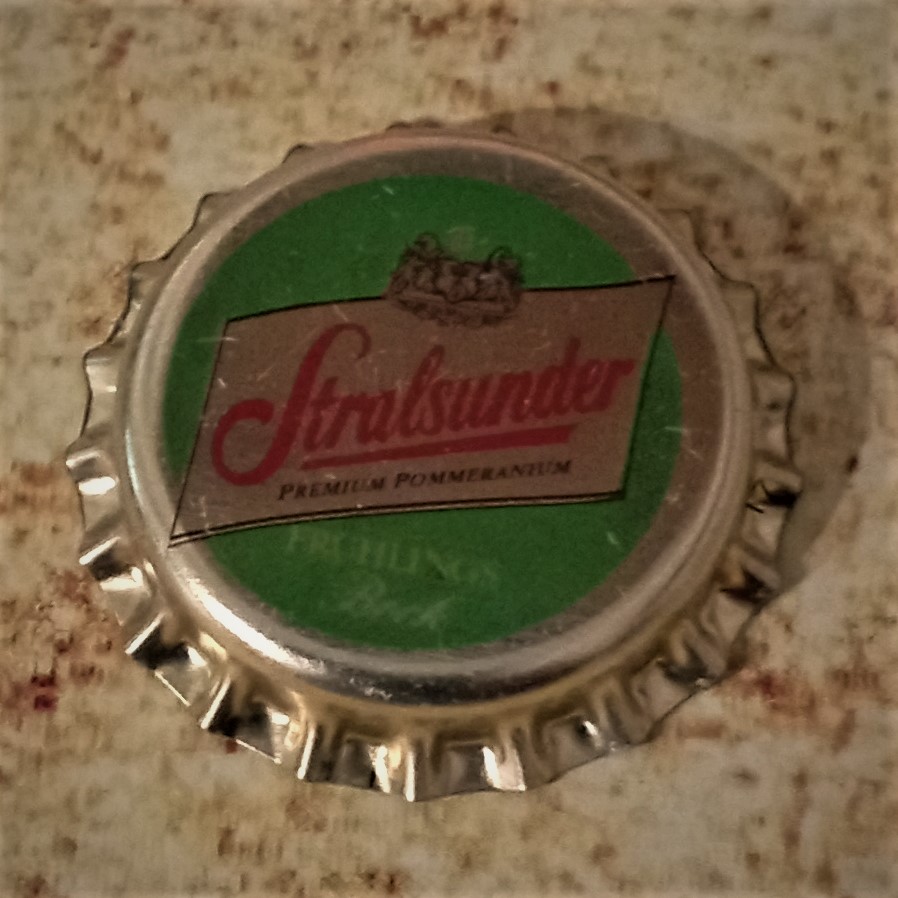 Stralsunder
PREMIUM POMMERANIUM
FRÜHLINGS
Bock